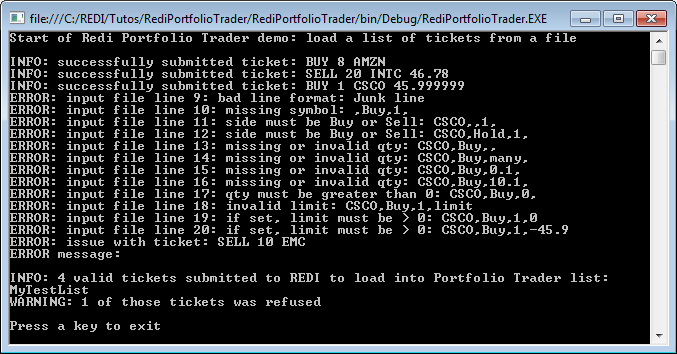 file:///C:/REDI/Tutos/RediPortfolioTrader/RediPortfolioTrader/bin/Debug/RediPortfolioTrader.EXE
Start of Redi Portfolio Trader demo: load a list of tickets from a file
INFO: successfully submitted ticket: BUY 8 AMZN
INFO: successfully submitted ticket: SELL 20 INTC 46.78
INFO: successfully submitted ticket: BUY 1 CSCO 45.999999
ERROR: input file line 9: bad line format: Junk line
ERROR: input file line 10: missing symbol: ,Buy,1,
ERROR: input file line 11: side must be Buy or Sell: CSCO,,1,
ERROR: input file line 12: side must be Buy or Sell: CSCO,Hold,1,
ERROR: input file line 13: missing or invalid qty: CSCO,Buy,,
ERROR: input file line 14: missing or invalid qty: CSCO,Buy,many,
ERROR: input file line 15: missing or invalid qty: CSCO,Buy,0.1,
ERROR: input file line 16: missing or invalid qty: CSCO,Buy,10.1,
ERROR: input file line 17: qty must be greater than 0: CSCO,Buy,0,
ERROR: input file line 18: invalid limit: CSCO,Buy,1,limit
ERROR: input file line 19: if set, limit must be > 0: CSCO,Buy,1,0
ERROR: input file line 20: if set, limit must be > 0: CSCO,Buy,1,-45.9
ERROR: issue with ticket: SELL 10 EMC
ERROR message:
INFO: 4 valid tickets submitted to REDI to load into Portfolio Trader list:
MyTestList
WARNING: 1 of those tickets was refused
Press a key to exit